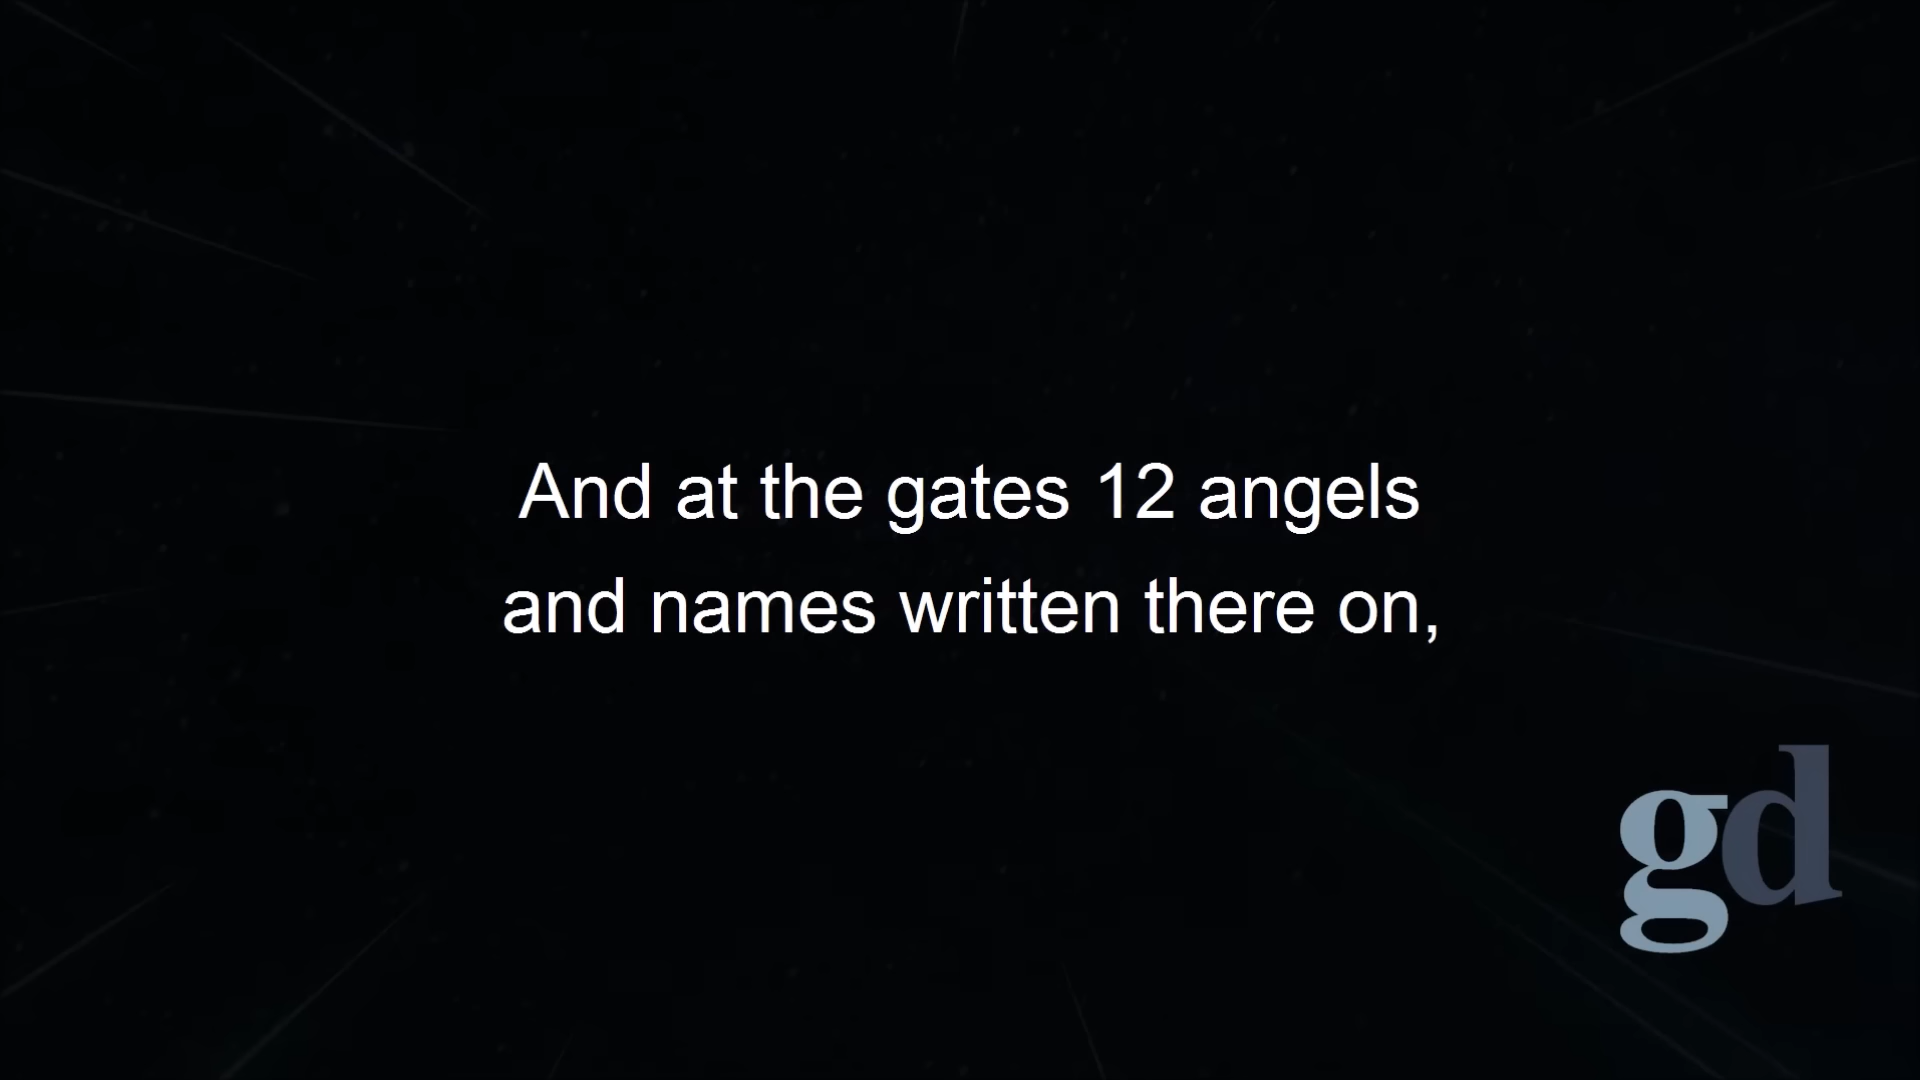 And at the gates 12 angels
and names written there on,
gd